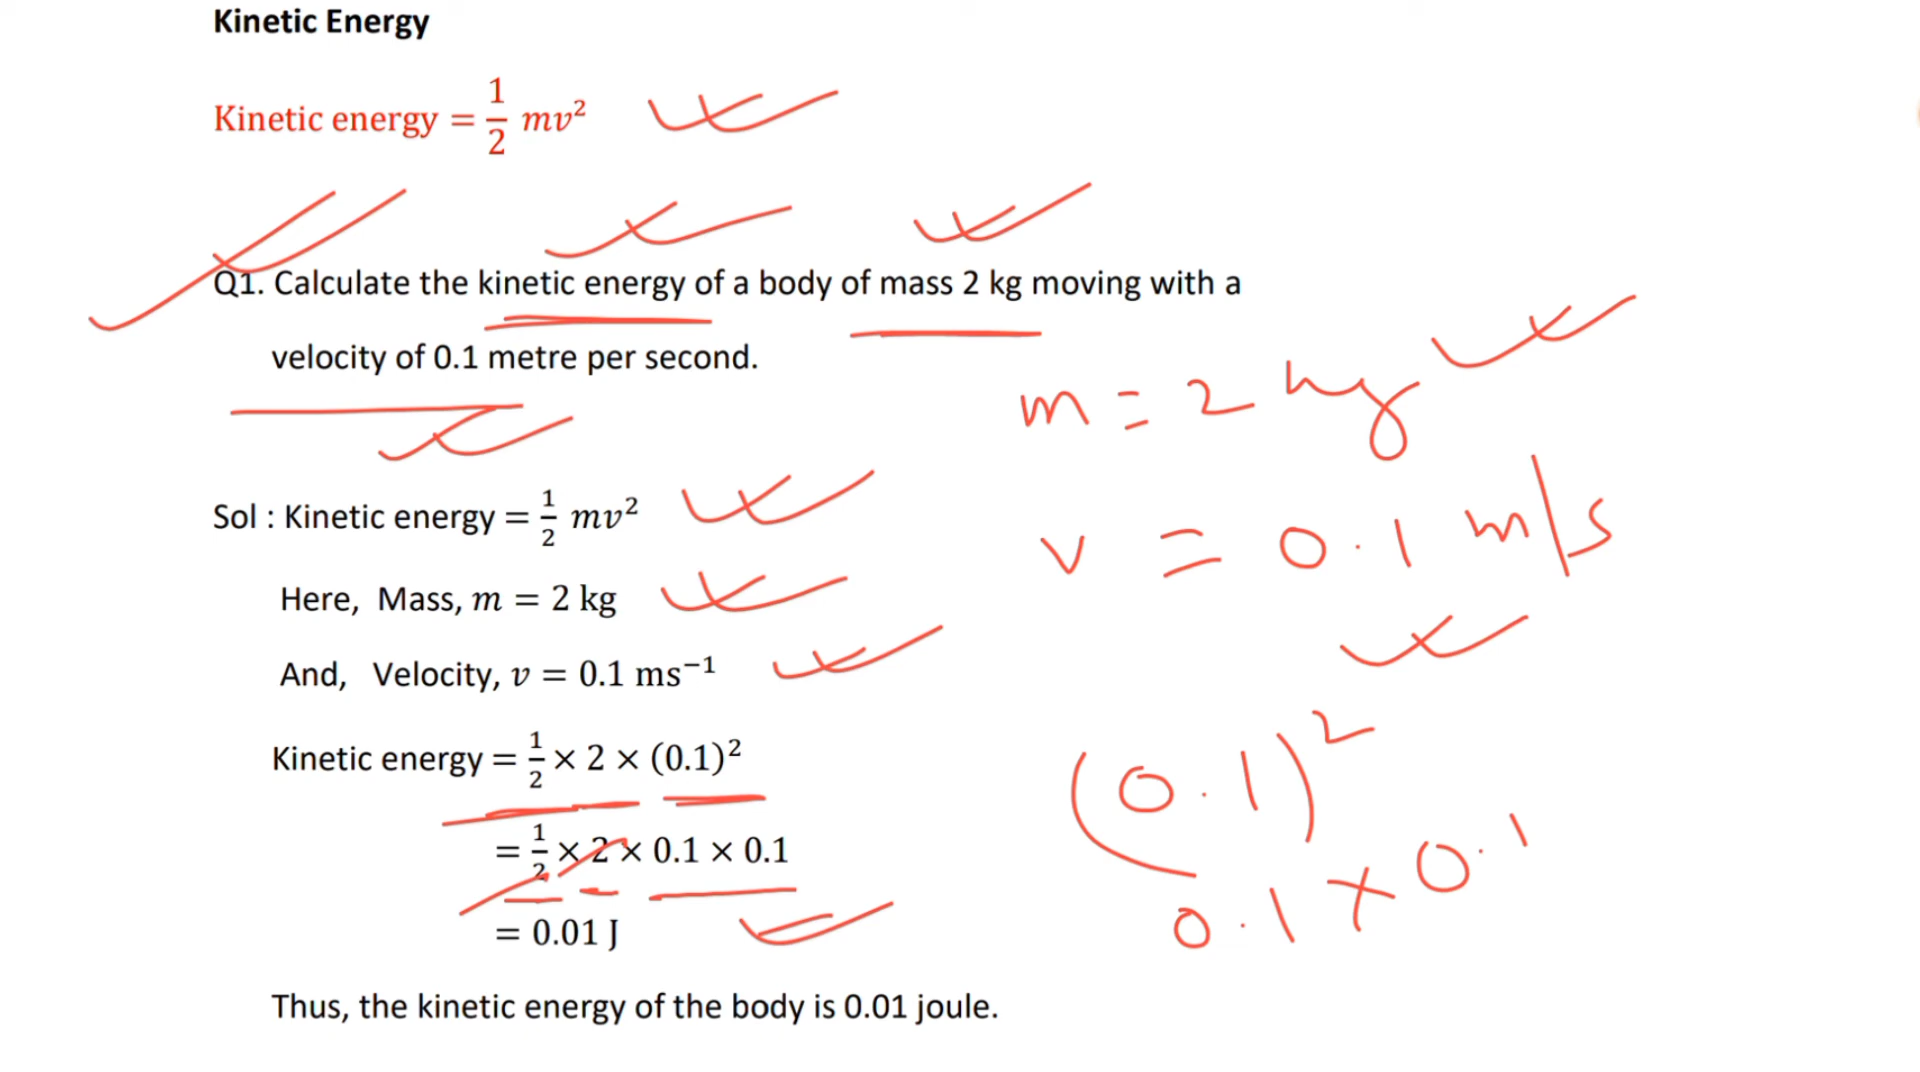 Kinetic Energy
Kinetic energy = 1/2 mv²
Q1. Calculate the kinetic energy of a body of mass 2 kg moving with a
velocity of 0.1 metre per second.
m = 2 kg
Sol : Kinetic energy = 1/2 mv²
v = 0.1 m/s
Here, Mass, m = 2 kg
And, Velocity, v = 0.1 ms⁻¹
Kinetic energy = 1/2 × 2 × (0.1)²
(0.1)²
= 1/2 × 2 × 0.1 × 0.1
0.1 × 0.1
= 0.01 J
Thus, the kinetic energy of the body is 0.01 joule.